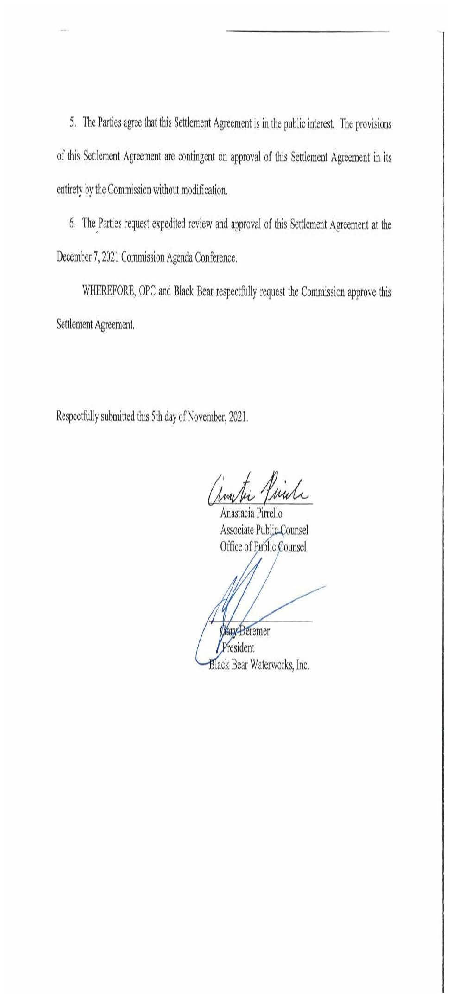 5. The Parties agree that this Settlement Agreement is in the public interest. The provisions
of this Settlement Agreement are contingent on approval of this Settlement Agreement in its
entirety by the Commission without modification.
6. The Parties request expedited review and approval of this Settlement Agreement at the
December 7, 2021 Commission Agenda Conference.
WHEREFORE, OPC and Black Bear respectfully request the Commission approve this
Settlement Agreement.
Respectfully submitted this 5th day of November, 2021.
Anastacia Pirrello
Associate Public Counsel
Office of Public Counsel
Gary Deremer
President
Black Bear Waterworks, Inc.